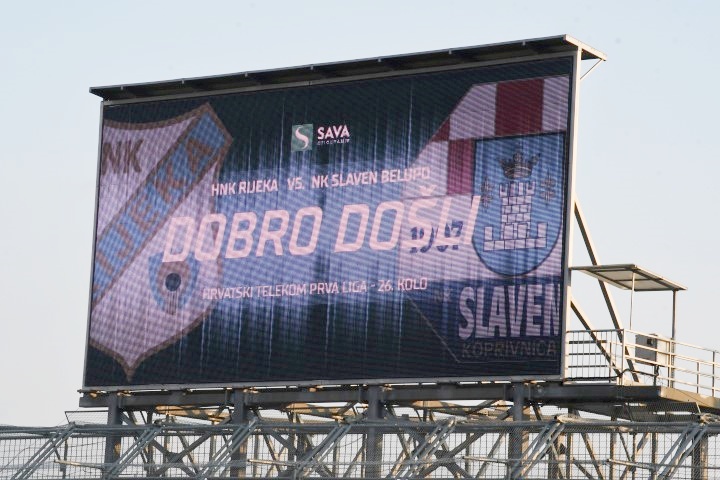 NK
RIJEKA
SAVA
OSIGURANJE
HNK RIJEKA VS. NK SLAVEN BELUPO
DOBRO DOŠLI
1907
HRVATSKI TELEKOM PRVA LIGA - 26. KOLO
SLAVEN
KOPRIVNICA